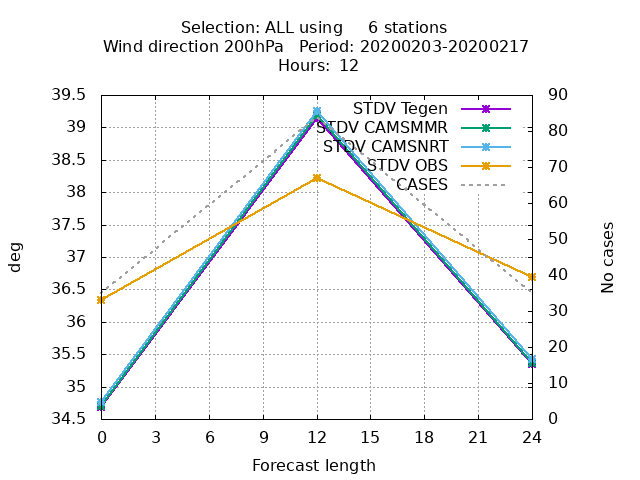 Selection: ALL using     6 stations
Wind direction 200hPa   Period: 20200203-20200217
Hours:  12
39.5
39
38.5
38
37.5
37
36.5
36
35.5
35
34.5
deg
90
80
70
60
50
40
30
20
10
0
No cases
STDV Tegen
STDV CAMSMMR
STDV CAMSNRT
STDV OBS
CASES
0 3 6 9 12 15 18 21 24
Forecast length